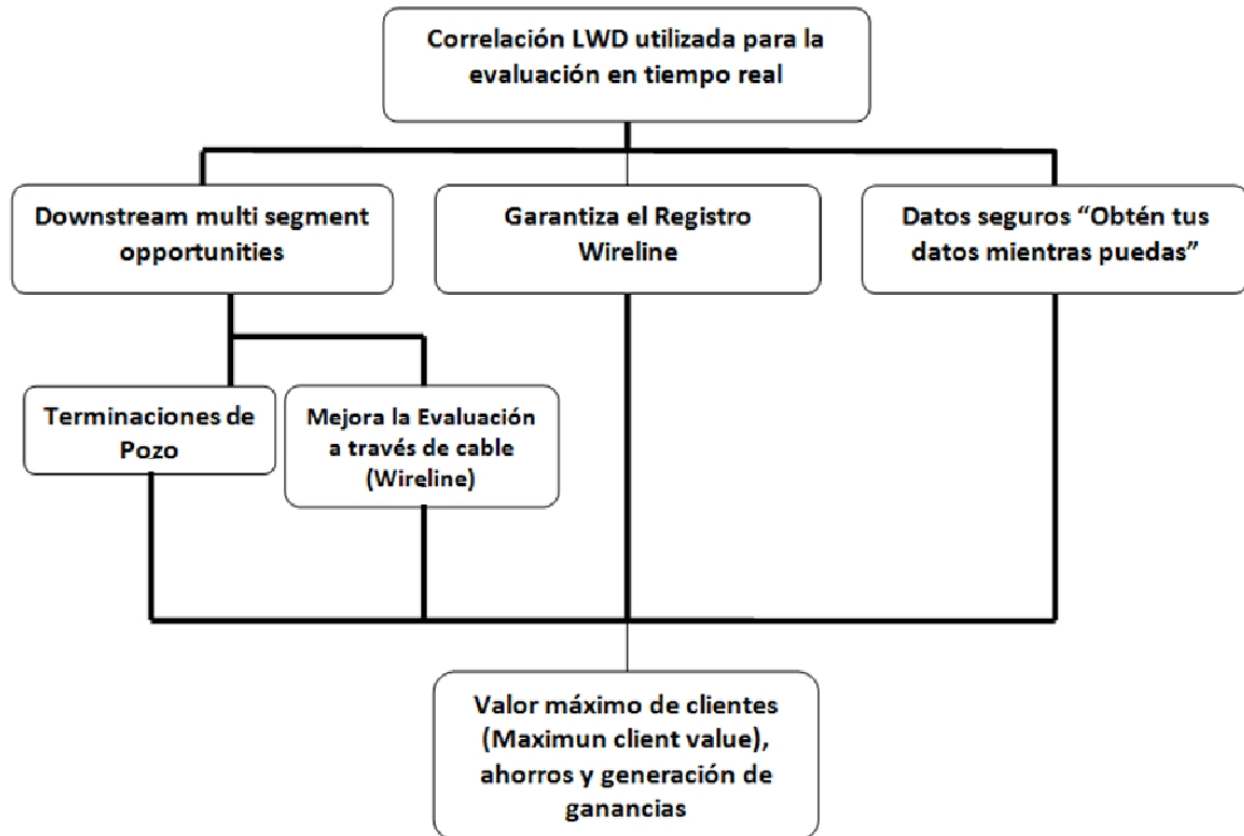 Correlación LWD utilizada para la
evaluación en tiempo real
Downstream multi segment
opportunities
Garantiza el Registro
Wireline
Datos seguros “Obtén tus
datos mientras puedas”
Terminaciones de
Pozo
Mejora la Evaluación
a través de cable
(Wireline)
Valor máximo de clientes
(Maximun client value),
ahorros y generación de
ganancias